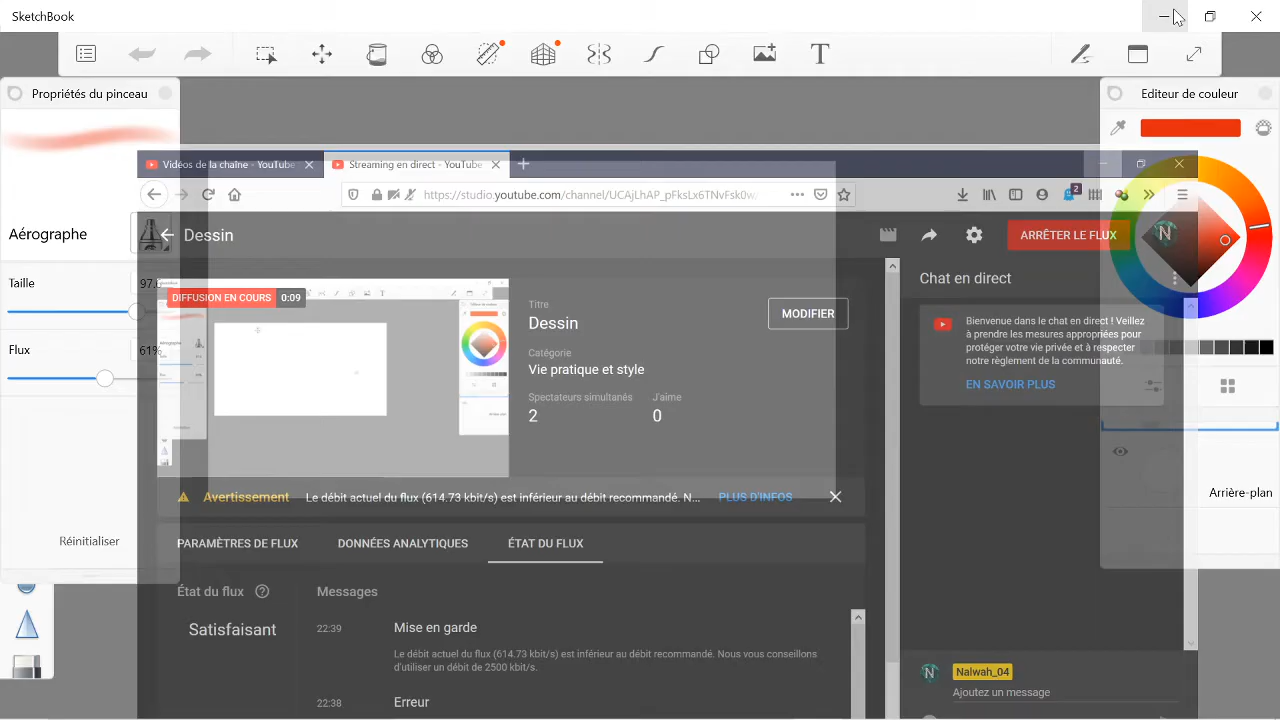 SketchBook
T
Propriétés du pinceau
Editeur de couleur
Vidéos de la chaîne - YouTube
Streaming en direct - YouTube
https://studio.youtube.com/channel/UCAjLhAP_pFksLx6TNvFsk0w
2
Dessin
ARRÊTER LE FLUX
N
Aérographe
Taille
97.6
Flux
61%
Réinitialiser
DIFFUSION EN COURS
0:09
Titre
Dessin
MODIFIER
Catégorie
Vie pratique et style
Spectateurs simultanés
J'aime
2
0
Avertissement
Le débit actuel du flux (614.73 kbit/s) est inférieur au débit recommandé. N...
PLUS D'INFOS
PARAMÈTRES DE FLUX
DONNÉES ANALYTIQUES
ÉTAT DU FLUX
État du flux
Satisfaisant
Messages
22:39
Mise en garde
Le débit actuel du flux (614.73 kbit/s) est inférieur au débit recommandé. Nous vous conseillons
d'utiliser un débit de 2500 kbit/s.
22:38
Erreur
Chat en direct
Bienvenue dans le chat en direct ! Veillez
à prendre les mesures appropriées pour
protéger votre vie privée et à respecter
notre règlement de la communauté.
EN SAVOIR PLUS
Arrière-plan
N
Nalwah_04
Ajoutez un message